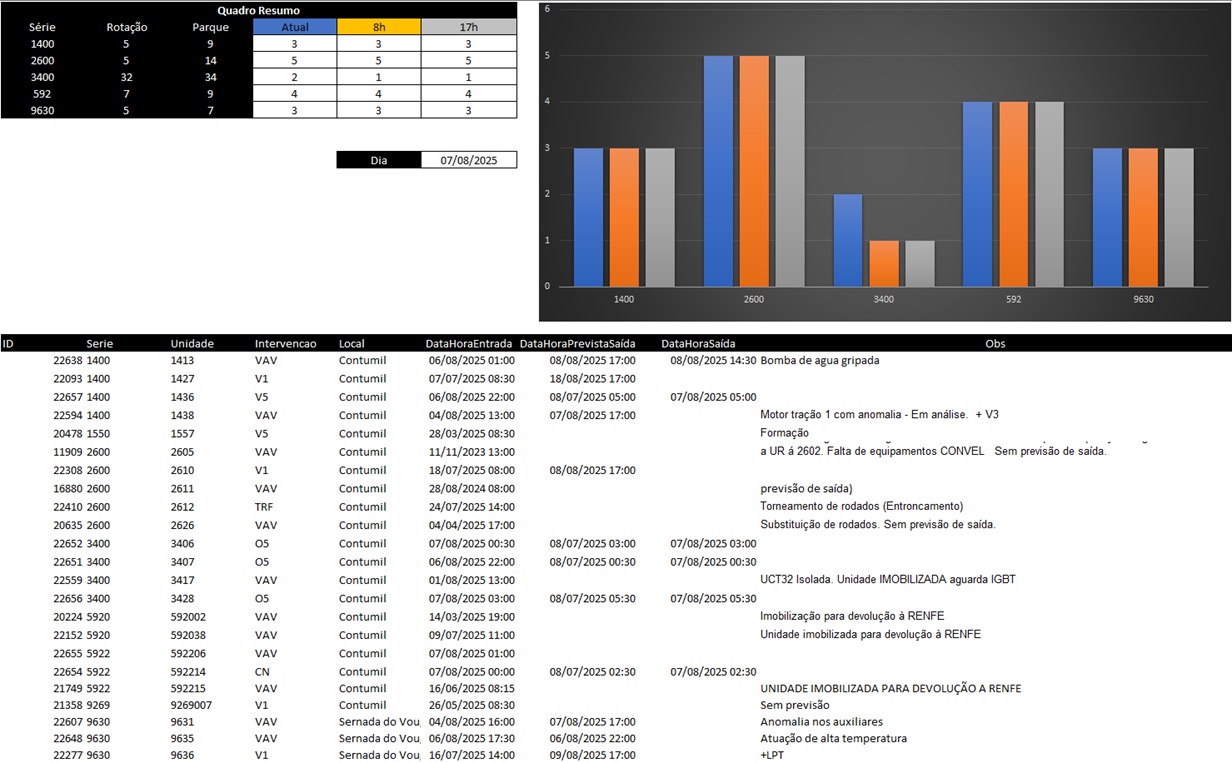 Quadro Resumo
Série Rotação Parque Atual 8h 17h
1400 5 9 3 3 3
2600 5 14 5 5 5
3400 32 34 2 1 1
592 7 9 4 4 4
9630 5 7 3 3 3
Dia 07/08/2025
6
5
4
3
2
1
0
1400 2600 3400 592 9630
ID Serie Unidade Intervencao Local DataHoraEntrada DataHoraPrevistaSaída DataHoraSaída Obs
22638 1400 1413 VAV Contumil 06/08/2025 01:00 08/08/2025 17:00 08/08/2025 14:30 Bomba de agua gripada
22093 1400 1427 V1 Contumil 07/07/2025 08:30 18/08/2025 17:00
22657 1400 1436 V5 Contumil 06/08/2025 22:00 08/07/2025 05:00 07/08/2025 05:00
22594 1400 1438 VAV Contumil 04/08/2025 13:00 07/08/2025 17:00 Motor tração 1 com anomalia - Em análise. + V3
20478 1550 1557 V5 Contumil 28/03/2025 08:30 Formação
11909 2600 2605 VAV Contumil 11/11/2023 13:00 a UR á 2602. Falta de equipamentos CONVEL Sem previsão de saída.
22308 2600 2610 V1 Contumil 18/07/2025 08:00 08/08/2025 17:00
16880 2600 2611 VAV Contumil 28/08/2024 08:00 previsão de saída)
22410 2600 2612 TRF Contumil 24/07/2025 14:00 Torneamento de rodados (Entroncamento)
20635 2600 2626 VAV Contumil 04/04/2025 17:00 Substituição de rodados. Sem previsão de saída.
22652 3400 3406 O5 Contumil 07/08/2025 00:30 08/07/2025 03:00 07/08/2025 03:00
22651 3400 3407 O5 Contumil 06/08/2025 22:00 08/07/2025 00:30 07/08/2025 00:30
22559 3400 3417 VAV Contumil 01/08/2025 13:00 UCT32 Isolada. Unidade IMOBILIZADA aguarda IGBT
22656 3400 3428 O5 Contumil 07/08/2025 03:00 08/07/2025 05:30 07/08/2025 05:30
20224 5920 592002 VAV Contumil 14/03/2025 19:00 Imobilização para devolução à RENFE
22152 5920 592038 VAV Contumil 09/07/2025 11:00 Unidade imobilizada para devolução à RENFE
22655 5922 592206 VAV Contumil 07/08/2025 01:00
22654 5922 592214 CN Contumil 07/08/2025 00:00 08/07/2025 02:30 07/08/2025 02:30
21749 5922 592215 VAV Contumil 16/06/2025 08:15 UNIDADE IMOBILIZADA PARA DEVOLUÇÃO A RENFE
21358 9269 9269007 V1 Contumil 26/05/2025 08:30 Sem previsão
22607 9630 9631 VAV Sernada do Vou 04/08/2025 16:00 07/08/2025 17:00 Anomalia nos auxiliares
22648 9630 9635 VAV Sernada do Vou 06/08/2025 17:30 06/08/2025 22:00 Atuação de alta temperatura
22277 9630 9636 V1 Sernada do Vou 16/07/2025 14:00 09/08/2025 17:00 +LPT